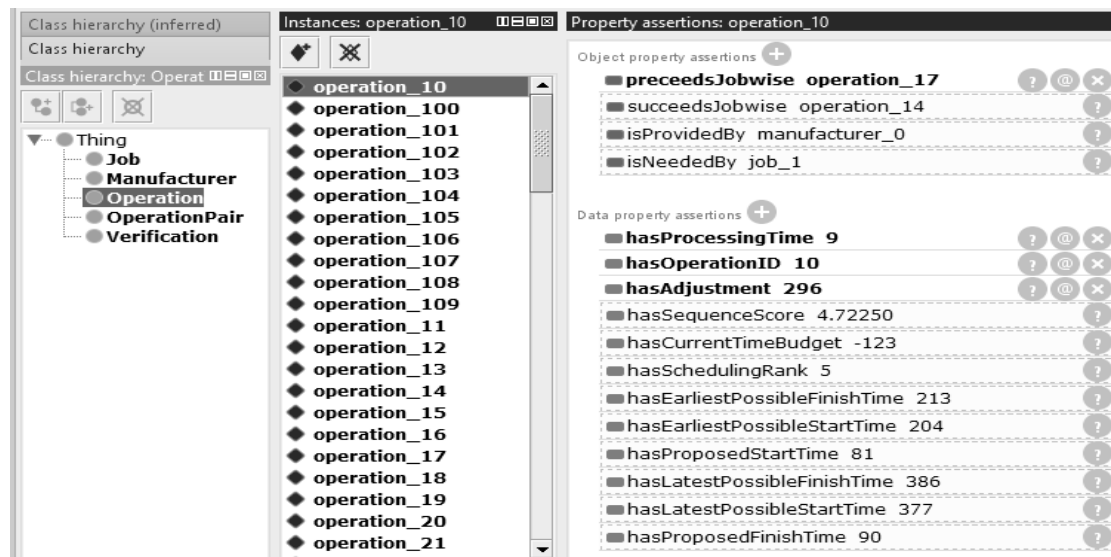 Class hierarchy (inferred)
Class hierarchy
Class hierarchy: Operat
Thing
Job
Manufacturer
Operation
OperationPair
Verification
Instances: operation_10
operation_10
operation_100
operation_101
operation_102
operation_103
operation_104
operation_105
operation_106
operation_107
operation_108
operation_109
operation_11
operation_12
operation_13
operation_14
operation_15
operation_16
operation_17
operation_18
operation_19
operation_20
operation_21
Property assertions: operation_10
Object property assertions
preceedsJobwise operation_17
succeedsJobwise operation_14
isProvidedBy manufacturer_0
isNeededBy job_1
Data property assertions
hasProcessingTime 9
hasOperationID 10
hasAdjustment 296
hasSequenceScore 4.72250
hasCurrentTimeBudget -123
hasSchedulingRank 5
hasEarliestPossibleFinishTime 213
hasEarliestPossibleStartTime 204
hasProposedStartTime 81
hasLatestPossibleFinishTime 386
hasLatestPossibleStartTime 377
hasProposedFinishTime 90